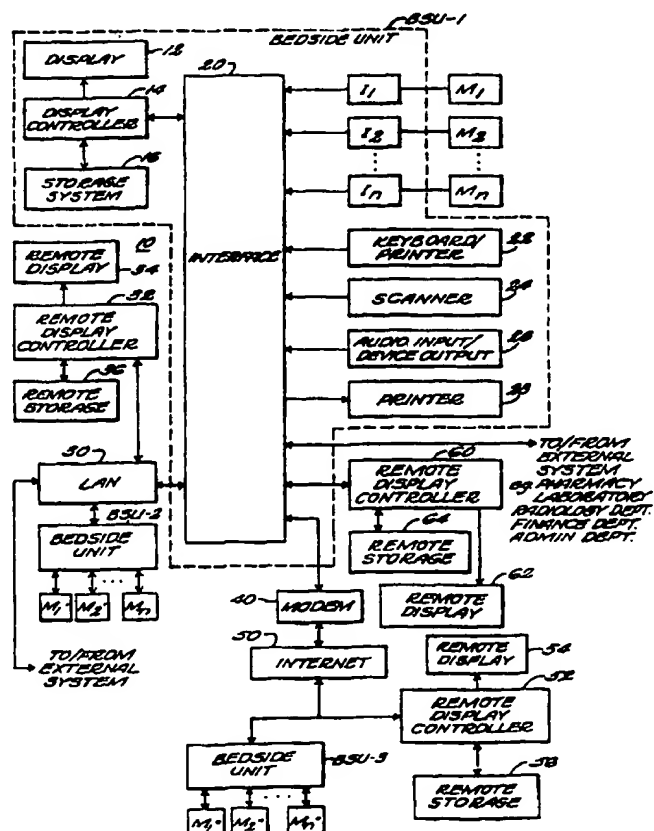 BSU-1
BEDSIDE UNIT
DISPLAY
12
20
DISPLAY
CONTROLLER
14
STORAGE
SYSTEM
16
INTERFACE
I1
M1
I2
M2
In
Mn
KEYBOARD/
PRINTER
22
SCANNER
24
AUDIO INPUT/
DEVICE OUTPUT
PRINTER
10
REMOTE
DISPLAY
34
REMOTE
DISPLAY
CONTROLLER
32
REMOTE
STORAGE
36
30
LAN
BSU-2
BEDSIDE
UNIT
M1'
M2'
Mn'
TO/FROM
EXTERNAL
SYSTEM
60
REMOTE
DISPLAY
CONTROLLER
64
REMOTE
STORAGE
62
REMOTE
DISPLAY
TO/FROM
EXTERNAL
SYSTEM
eg. PHARMACY
LABORATORY
RADIOLOGY DEPT.
FINANCE DEPT.
ADMIN DEPT.
40
MODEM
50
INTERNET
REMOTE
DISPLAY
54
REMOTE
DISPLAY
CONTROLLER
52
REMOTE
STORAGE
BEDSIDE
UNIT
BSU-3
M1"
M2"
Mn"